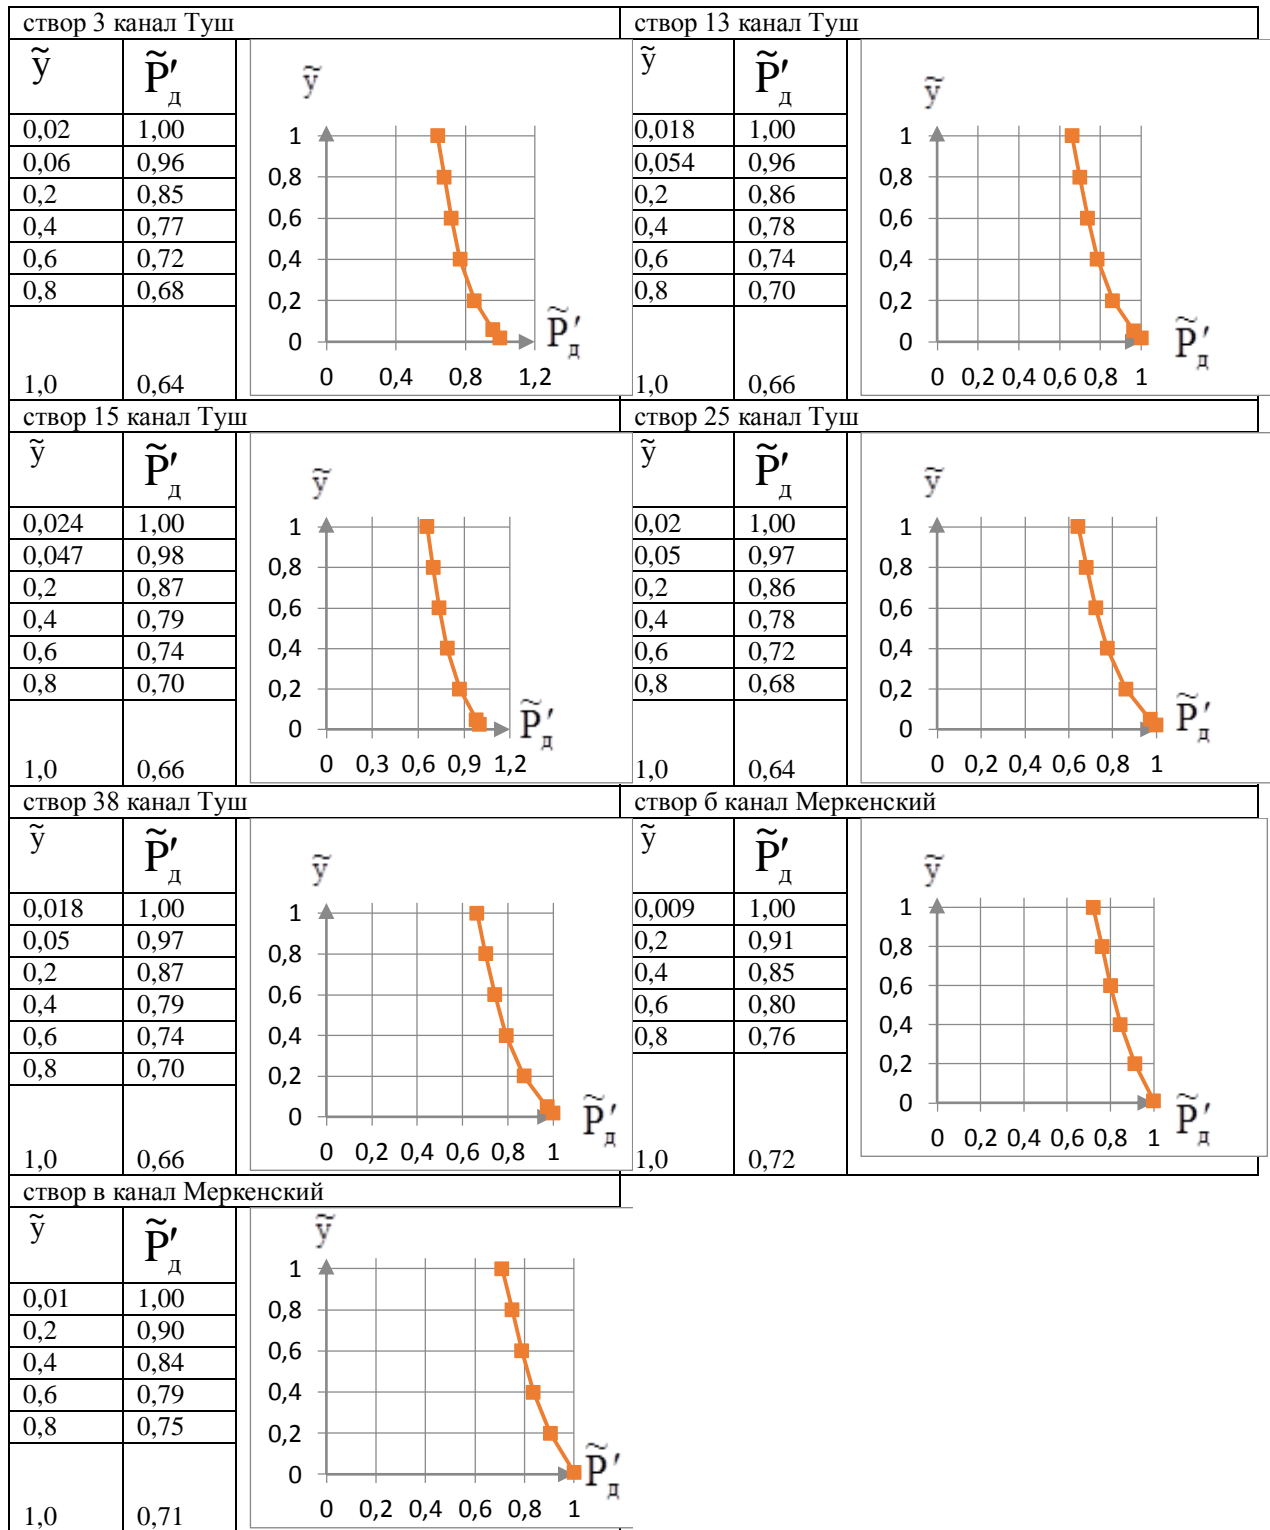 створ 3 канал Туш
ỹ P̃′д
0,02 1,00
0,06 0,96
0,2 0,85
0,4 0,77
0,6 0,72
0,8 0,68
1,0 0,64
ỹ
1
0,8
0,6
0,4
0,2
0
0 0,4 0,8 1,2
P̃′д
створ 13 канал Туш
ỹ P̃′д
0,018 1,00
0,054 0,96
0,2 0,86
0,4 0,78
0,6 0,74
0,8 0,70
1,0 0,66
ỹ
1
0,8
0,6
0,4
0,2
0
0 0,2 0,4 0,6 0,8 1
P̃′д
створ 15 канал Туш
ỹ P̃′д
0,024 1,00
0,047 0,98
0,2 0,87
0,4 0,79
0,6 0,74
0,8 0,70
1,0 0,66
ỹ
1
0,8
0,6
0,4
0,2
0
0 0,3 0,6 0,9 1,2
P̃′д
створ 25 канал Туш
ỹ P̃′д
0,02 1,00
0,05 0,97
0,2 0,86
0,4 0,78
0,6 0,72
0,8 0,68
1,0 0,64
ỹ
1
0,8
0,6
0,4
0,2
0
0 0,2 0,4 0,6 0,8 1
P̃′д
створ 38 канал Туш
ỹ P̃′д
0,018 1,00
0,05 0,97
0,2 0,87
0,4 0,79
0,6 0,74
0,8 0,70
1,0 0,66
ỹ
1
0,8
0,6
0,4
0,2
0
0 0,2 0,4 0,6 0,8 1
P̃′д
створ б канал Меркенский
ỹ P̃′д
0,009 1,00
0,2 0,91
0,4 0,85
0,6 0,80
0,8 0,76
1,0 0,72
ỹ
1
0,8
0,6
0,4
0,2
0
0 0,2 0,4 0,6 0,8 1
P̃′д
створ в канал Меркенский
ỹ P̃′д
0,01 1,00
0,2 0,90
0,4 0,84
0,6 0,79
0,8 0,75
1,0 0,71
ỹ
1
0,8
0,6
0,4
0,2
0
0 0,2 0,4 0,6 0,8 1
P̃′д